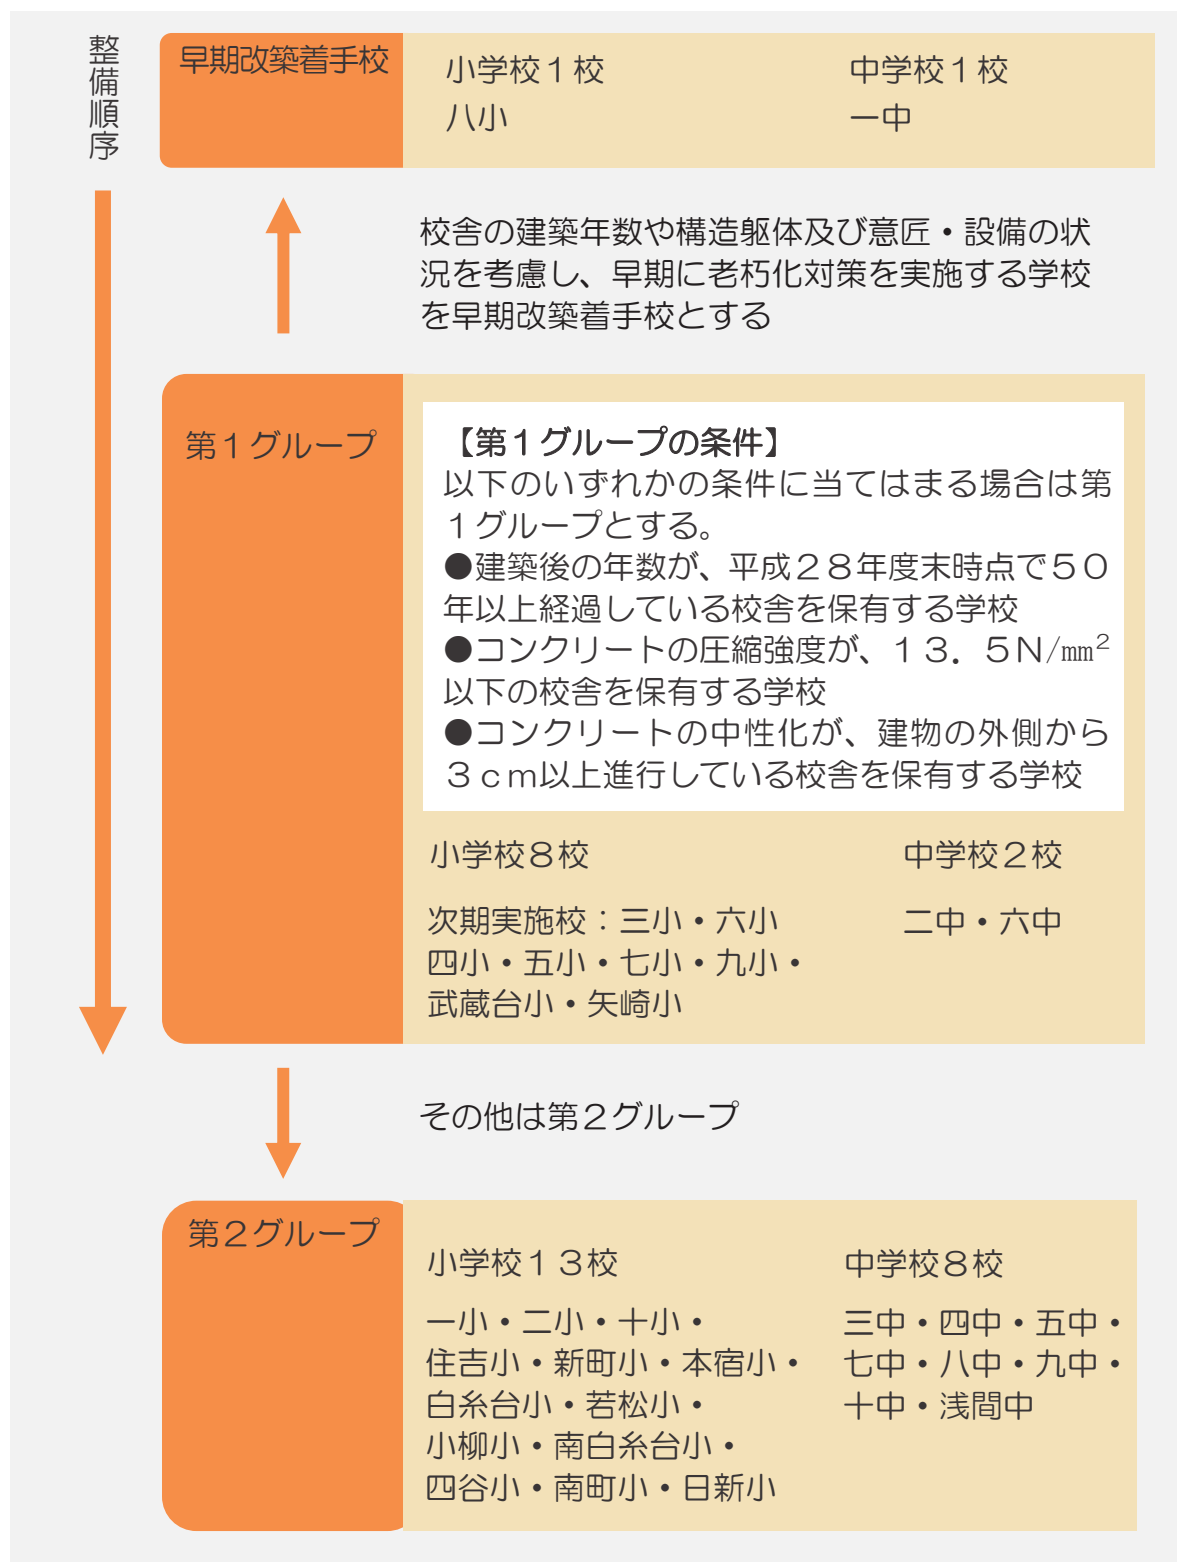 整備順序
早期改築着手校
小学校１校
八小
中学校１校
一中
校舎の建築年数や構造躯体及び意匠・設備の状
況を考慮し、早期に老朽化対策を実施する学校
を早期改築着手校とする
第１グループ
【第１グループの条件】
以下のいずれかの条件に当てはまる場合は第
１グループとする。
●建築後の年数が、平成２８年度末時点で５０
年以上経過している校舎を保有する学校
●コンクリートの圧縮強度が、１３．５Ｎ/mm²
以下の校舎を保有する学校
●コンクリートの中性化が、建物の外側から
３ｃｍ以上進行している校舎を保有する学校
小学校８校
次期実施校：三小・六小
四小・五小・七小・九小・
武蔵台小・矢崎小
中学校２校
二中・六中
その他は第２グループ
第２グループ
小学校１３校
一小・二小・十小・
住吉小・新町小・本宿小・
白糸台小・若松小・
小柳小・南白糸台小・
四谷小・南町小・日新小
中学校８校
三中・四中・五中・
七中・八中・九中・
十中・浅間中